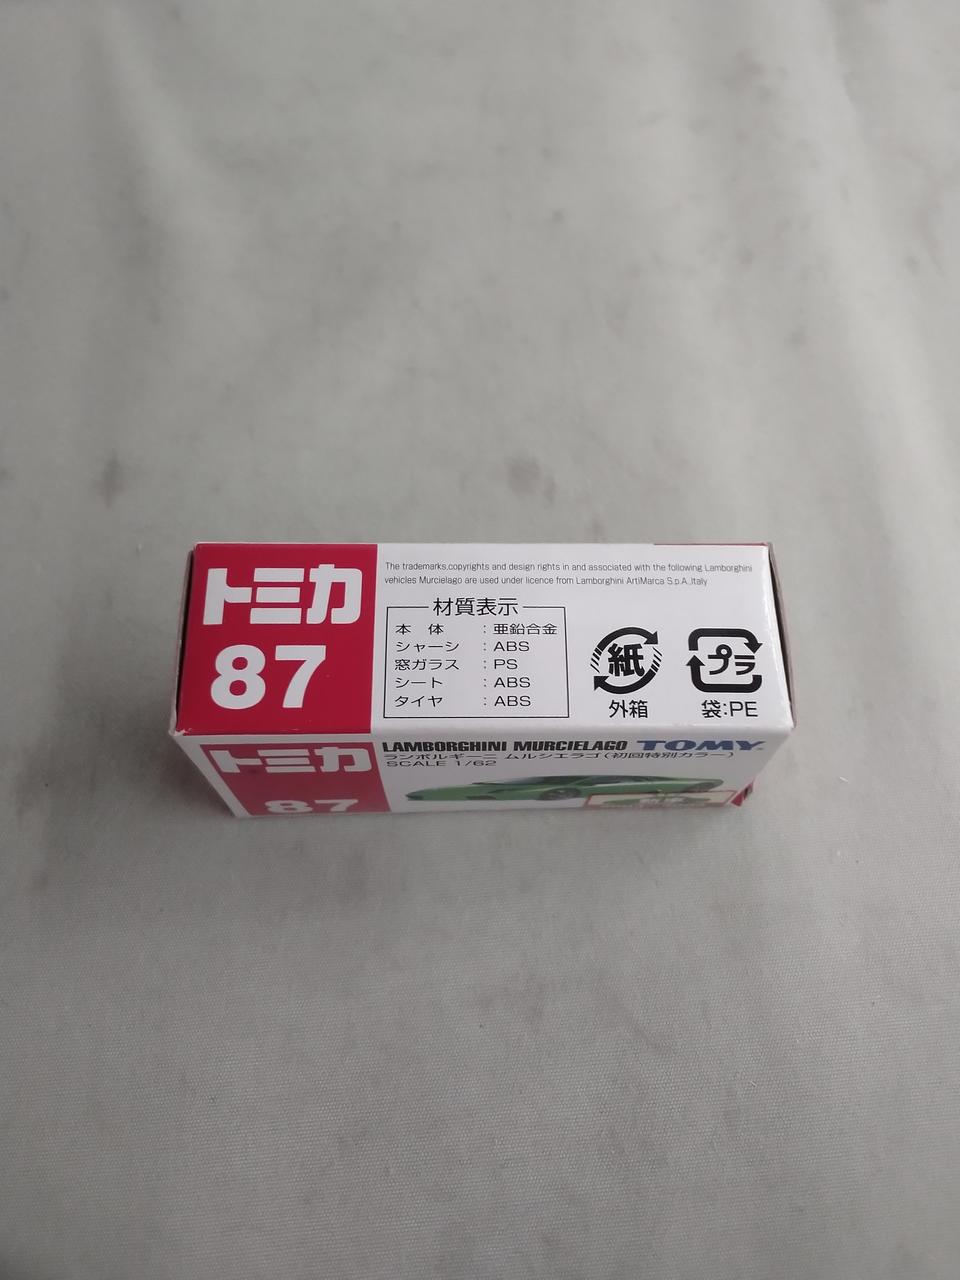 トミカ
87
The trademarks,copyrights and design rights in and associated with the following Lamborghini
vehicles Murcielago are used under licence from Lamborghini ArtiMarca S.p.A.,Italy
材質表示
本 体 : 亜鉛合金
シャーシ : ABS
窓ガラス : PS
シート : ABS
タイヤ : ABS
紙
外箱
プラ
袋:PE
トミカ
87
LAMBORGHINI MURCIELAGO TOMY
ランボルギーニ ムルシエラゴ(初回特別カラー)
SCALE 1/62